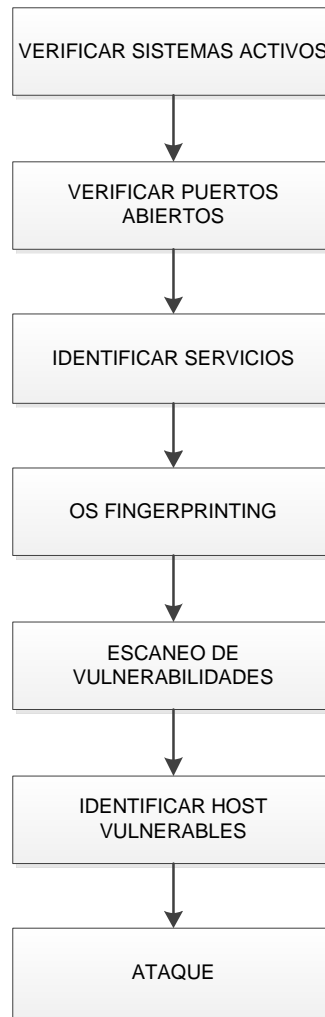 VERIFICAR SISTEMAS ACTIVOS
VERIFICAR PUERTOS
ABIERTOS
IDENTIFICAR SERVICIOS
OS FINGERPRINTING
ESCANEO DE
VULNERABILIDADES
IDENTIFICAR HOST
VULNERABLES
ATAQUE